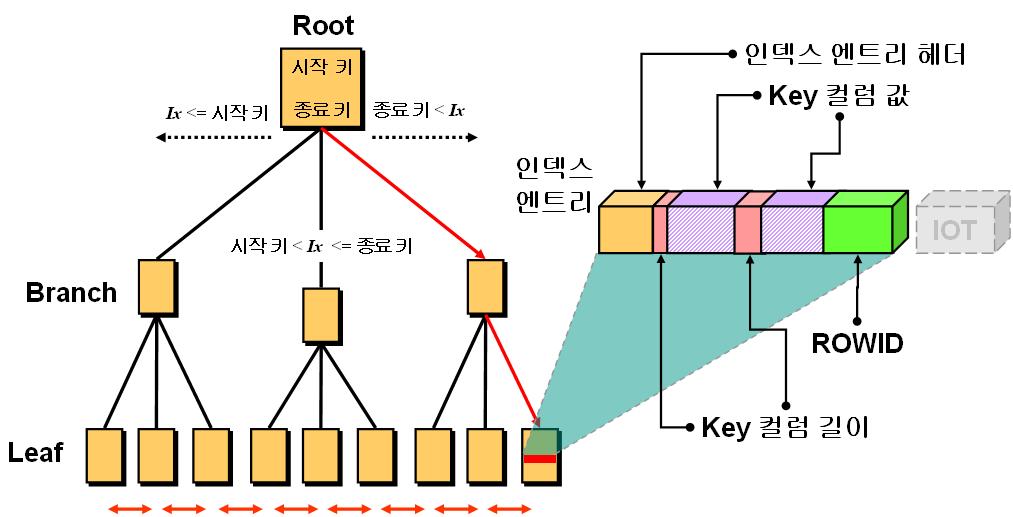 Root
시작 키
종료 키
Ix <= 시작 키
종료 키 < Ix
시작 키 < Ix <= 종료 키
Branch
Leaf
인덱스 엔트리 헤더
Key 컬럼 값
인덱스
엔트리
IOT
ROWID
Key 컬럼 길이